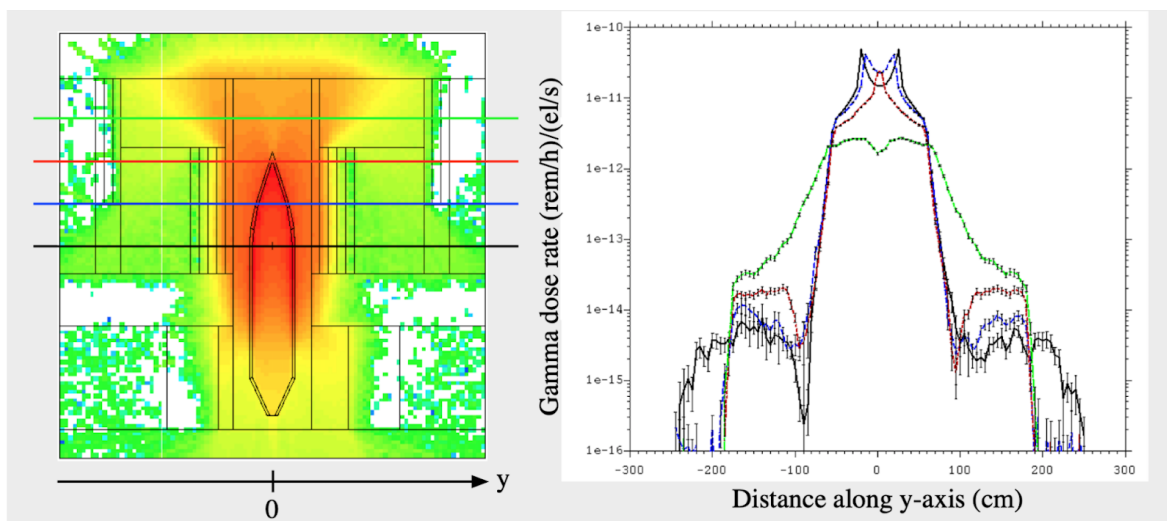 0
y
Gamma dose rate (rem/h)/(el/s)
1e-10
1e-11
1e-12
1e-13
1e-14
1e-15
1e-16
-300
-200
-100
0
100
200
300
Distance along y-axis (cm)